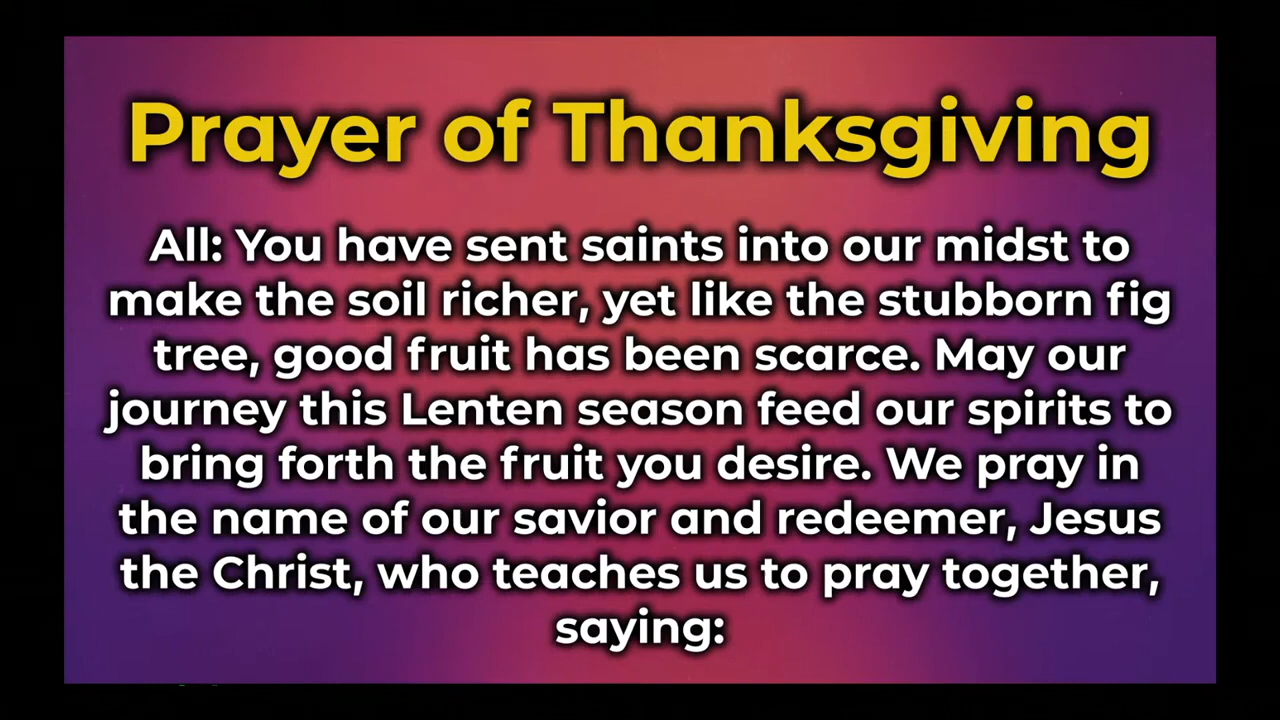 Prayer of Thanksgiving
All: You have sent saints into our midst to
make the soil richer, yet like the stubborn fig
tree, good fruit has been scarce. May our
journey this Lenten season feed our spirits to
bring forth the fruit you desire. We pray in
the name of our savior and redeemer, Jesus
the Christ, who teaches us to pray together,
saying: